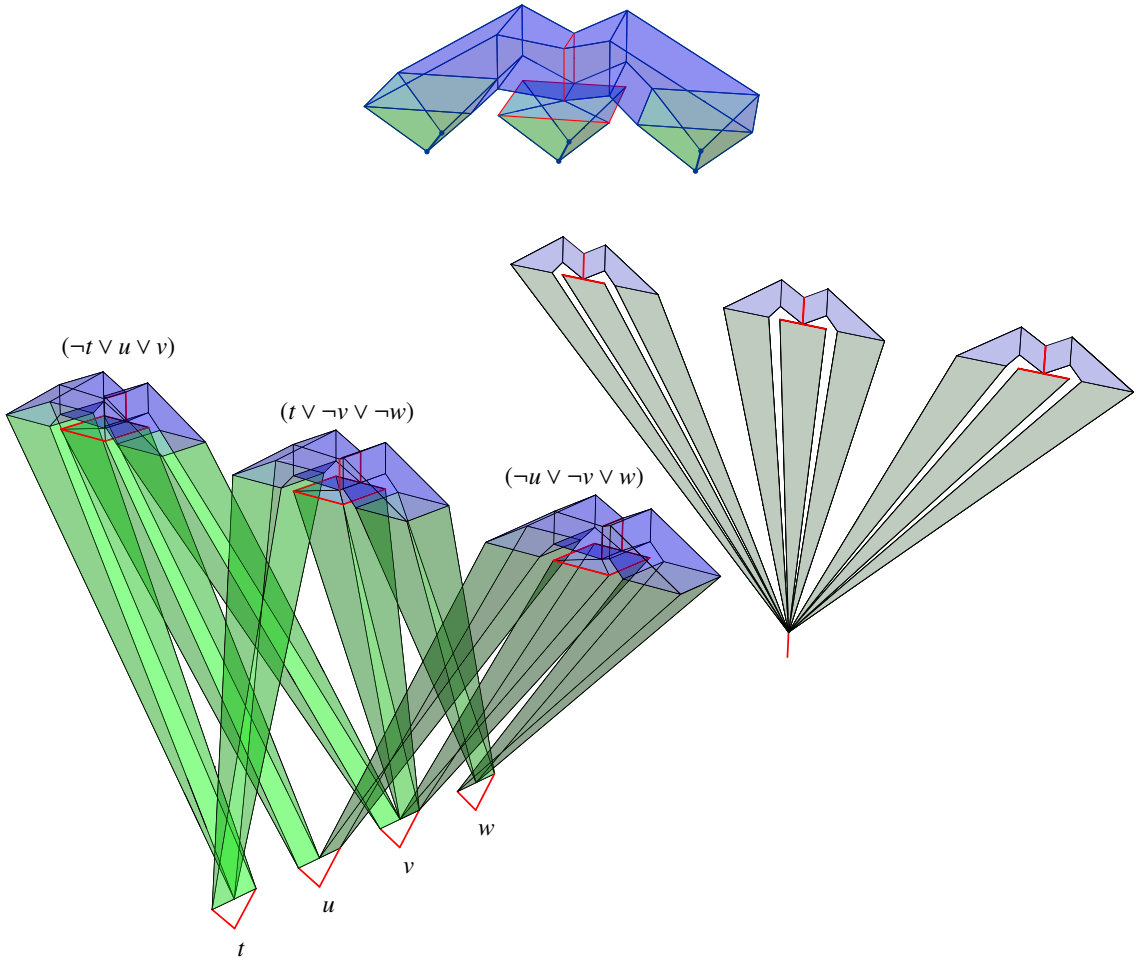 (¬t ∨ u ∨ v)
(t ∨ ¬v ∨ ¬w)
(¬u ∨ ¬v ∨ w)
w
v
u
t